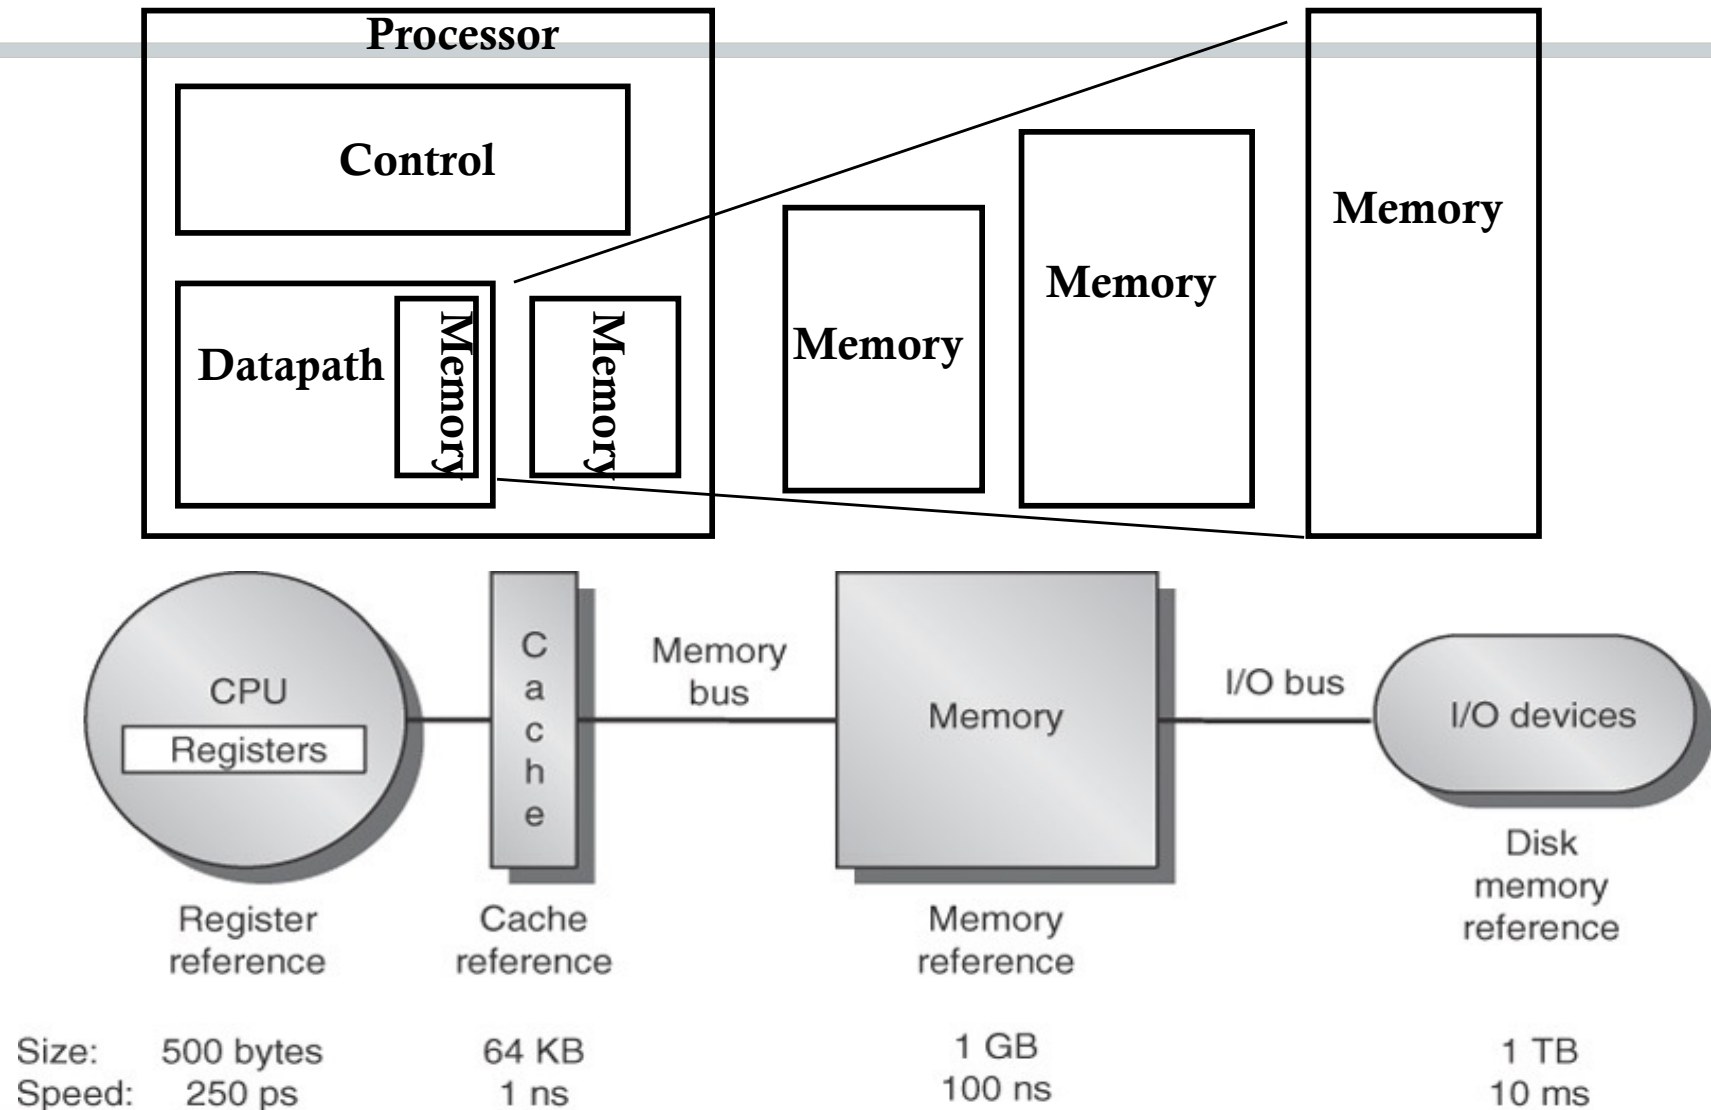 Processor
Control
Datapath
Memory
Memory
Memory
Memory
Memory
CPU
Registers
Cache
Memory
bus
Memory
I/O bus
I/O devices
Register
reference
Cache
reference
Memory
reference
Disk
memory
reference
Size: 500 bytes 64 KB 1 GB 1 TB
Speed: 250 ps 1 ns 100 ns 10 ms